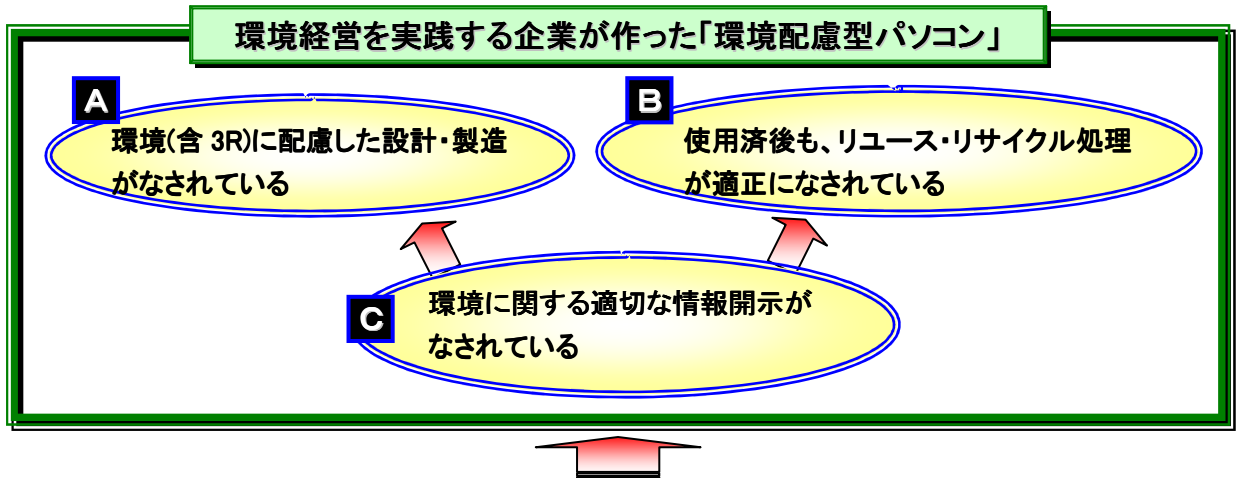 環境経営を実践する企業が作った「環境配慮型パソコン」
A
環境(含 3R)に配慮した設計・製造
がなされている
B
使用済後も、リユース・リサイクル処理
が適正になされている
C
環境に関する適切な情報開示が
なされている